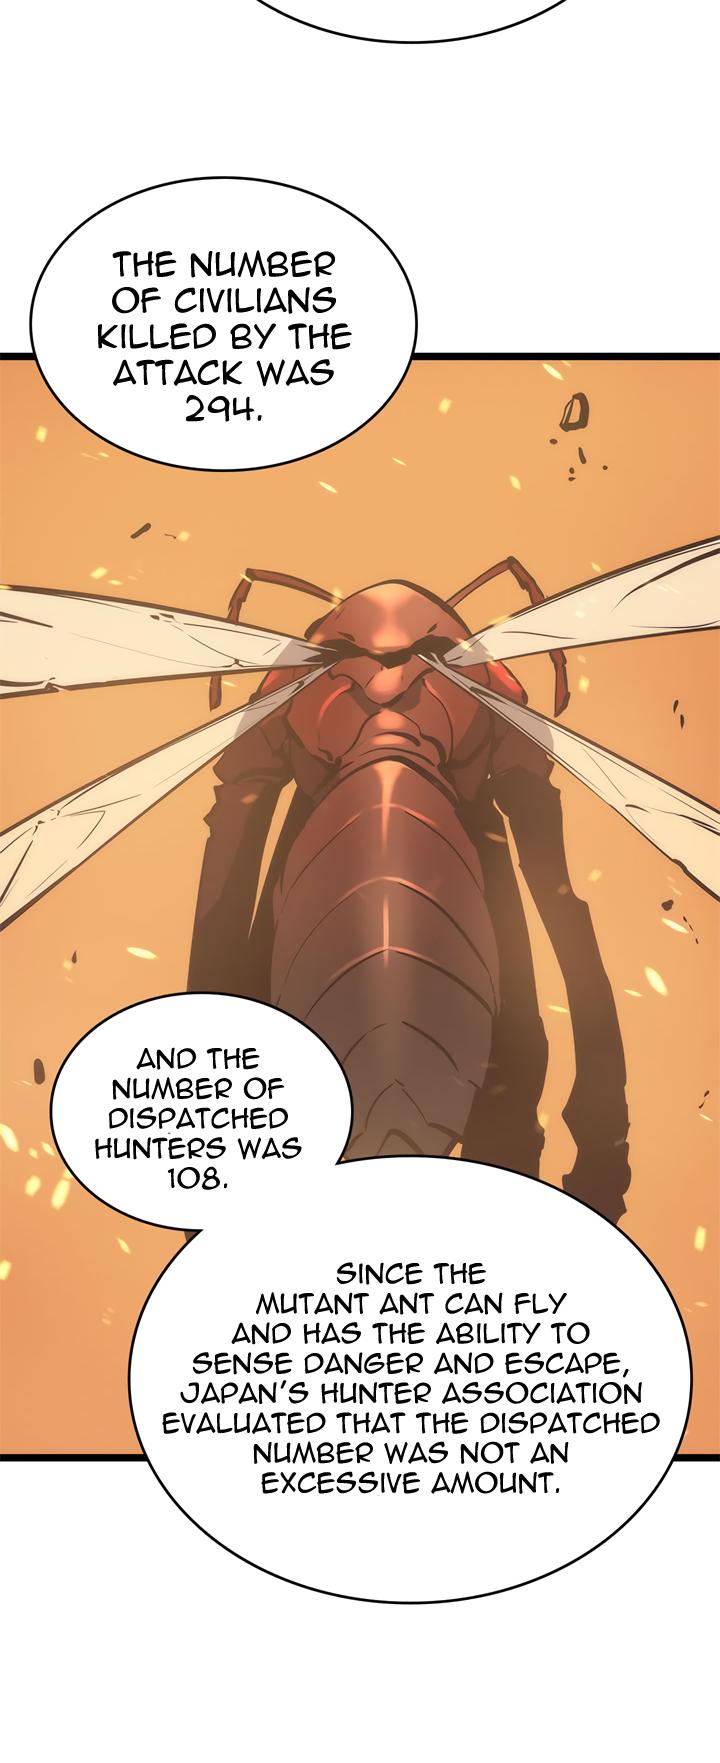 THE NUMBER
OF CIVILIANS
KILLED BY THE
ATTACK WAS
294.
AND THE
NUMBER OF
DISPATCHED
HUNTERS WAS
108.
SINCE THE
MUTANT ANT CAN FLY
AND HAS THE ABILITY TO
SENSE DANGER AND ESCAPE,
JAPAN'S HUNTER ASSOCIATION
EVALUATED THAT THE DISPATCHED
NUMBER WAS NOT AN
EXCESSIVE AMOUNT.